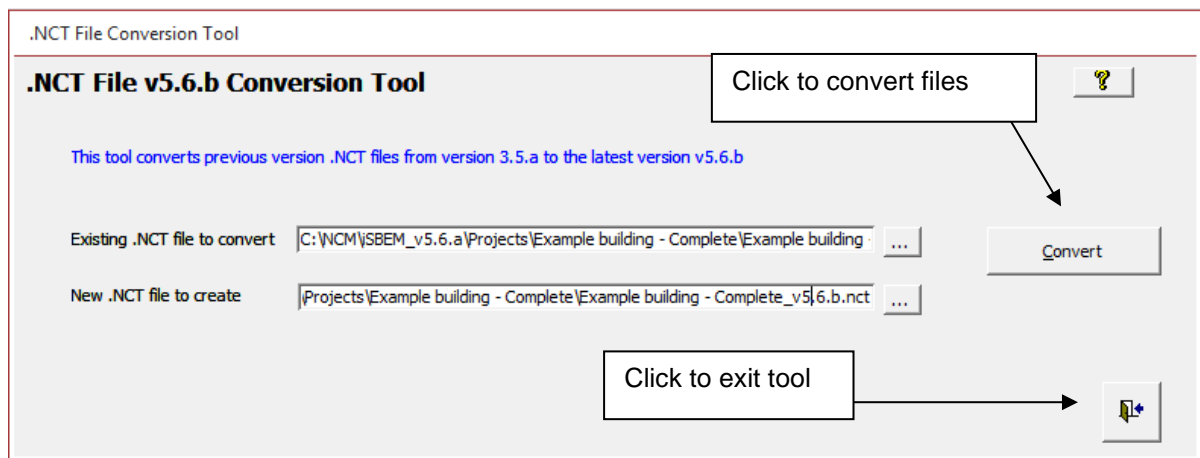 .NCT File Conversion Tool
.NCT File v5.6.b Conversion Tool
Click to convert files
?
This tool converts previous version .NCT files from version 3.5.a to the latest version v5.6.b
Existing .NCT file to convert C:\NCM\iSBEM_v5.6.a\Projects\Example building - Complete\Example building - ...
Convert
New .NCT file to create \Projects\Example building - Complete\Example building - Complete_v5.6.b.nct ...
Click to exit tool